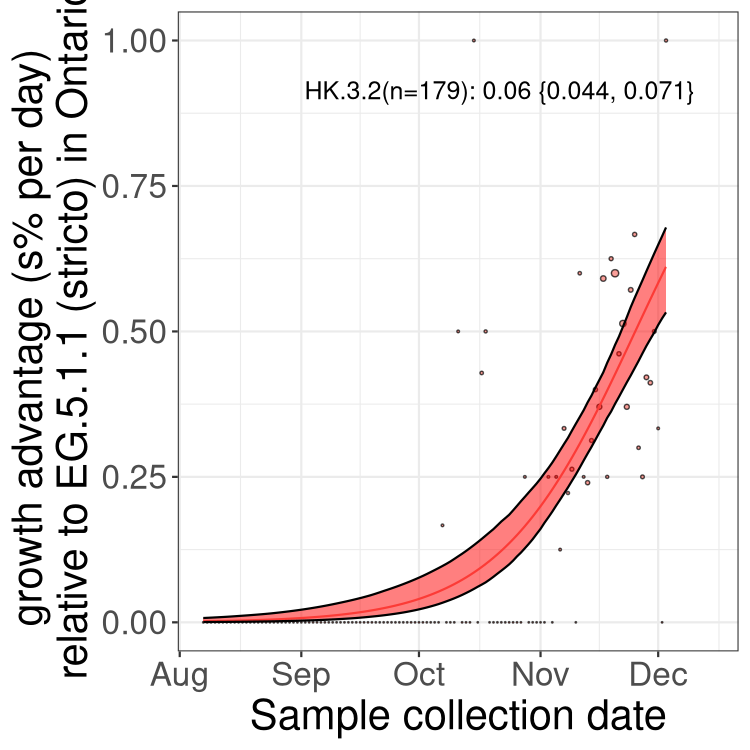 growth advantage (s% per day)
relative to EG.5.1.1 (stricto) in Ontario
1.00
0.75
0.50
0.25
0.00
HK.3.2(n=179): 0.06 {0.044, 0.071}
Aug Sep Oct Nov Dec
Sample collection date